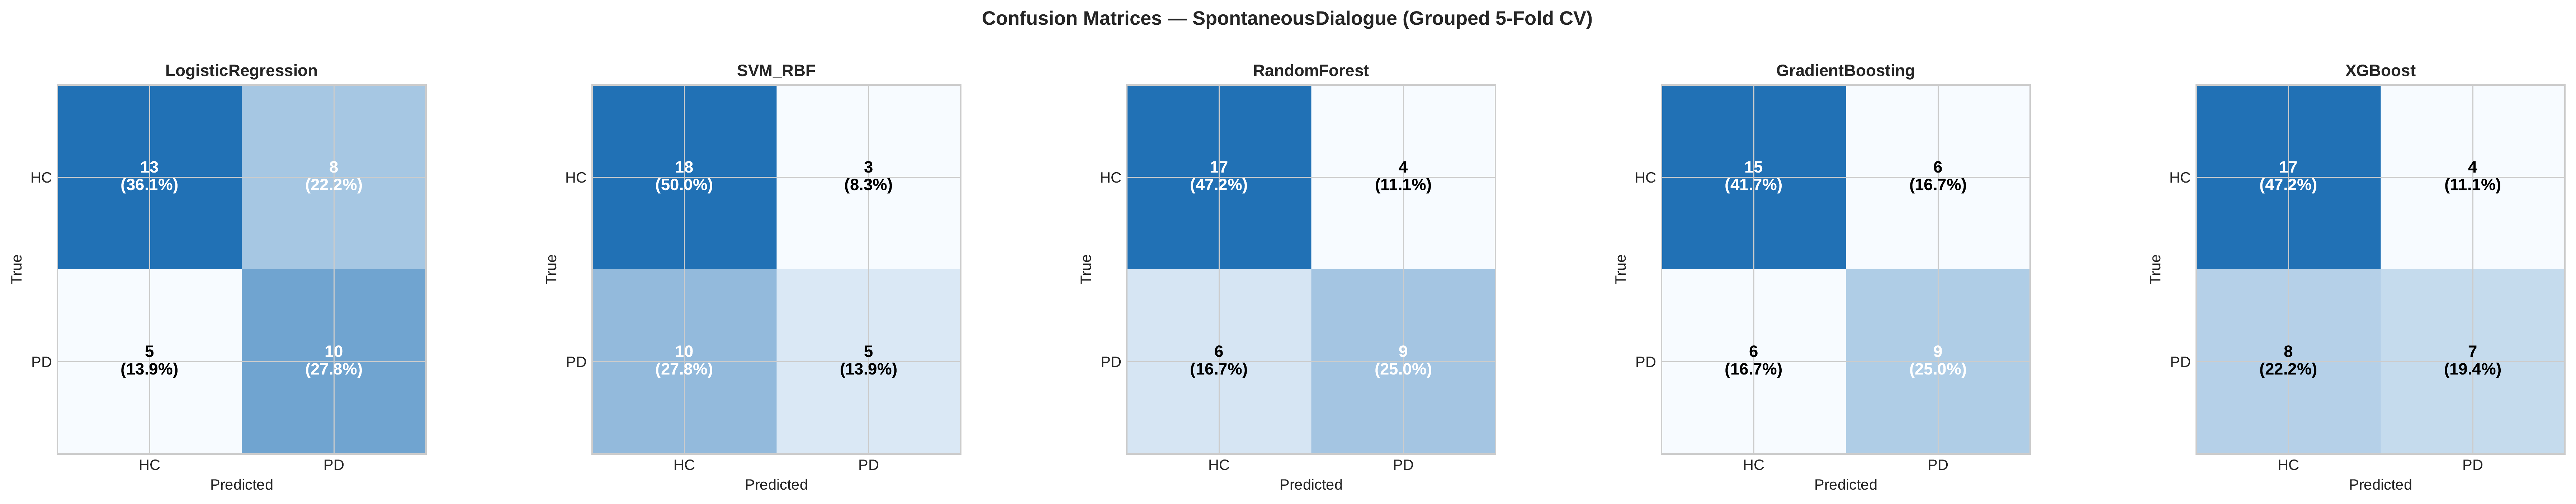 Confusion Matrices — SpontaneousDialogue (Grouped 5-Fold CV)
LogisticRegression
13
(36.1%)
8
(22.2%)
HC
5
(13.9%)
10
(27.8%)
PD
True
HC
PD
Predicted
SVM_RBF
18
(50.0%)
3
(8.3%)
HC
10
(27.8%)
5
(13.9%)
PD
True
HC
PD
Predicted
RandomForest
17
(47.2%)
4
(11.1%)
HC
6
(16.7%)
9
(25.0%)
PD
True
HC
PD
Predicted
GradientBoosting
15
(41.7%)
6
(16.7%)
HC
6
(16.7%)
9
(25.0%)
PD
True
HC
PD
Predicted
XGBoost
17
(47.2%)
4
(11.1%)
HC
8
(22.2%)
7
(19.4%)
PD
True
HC
PD
Predicted